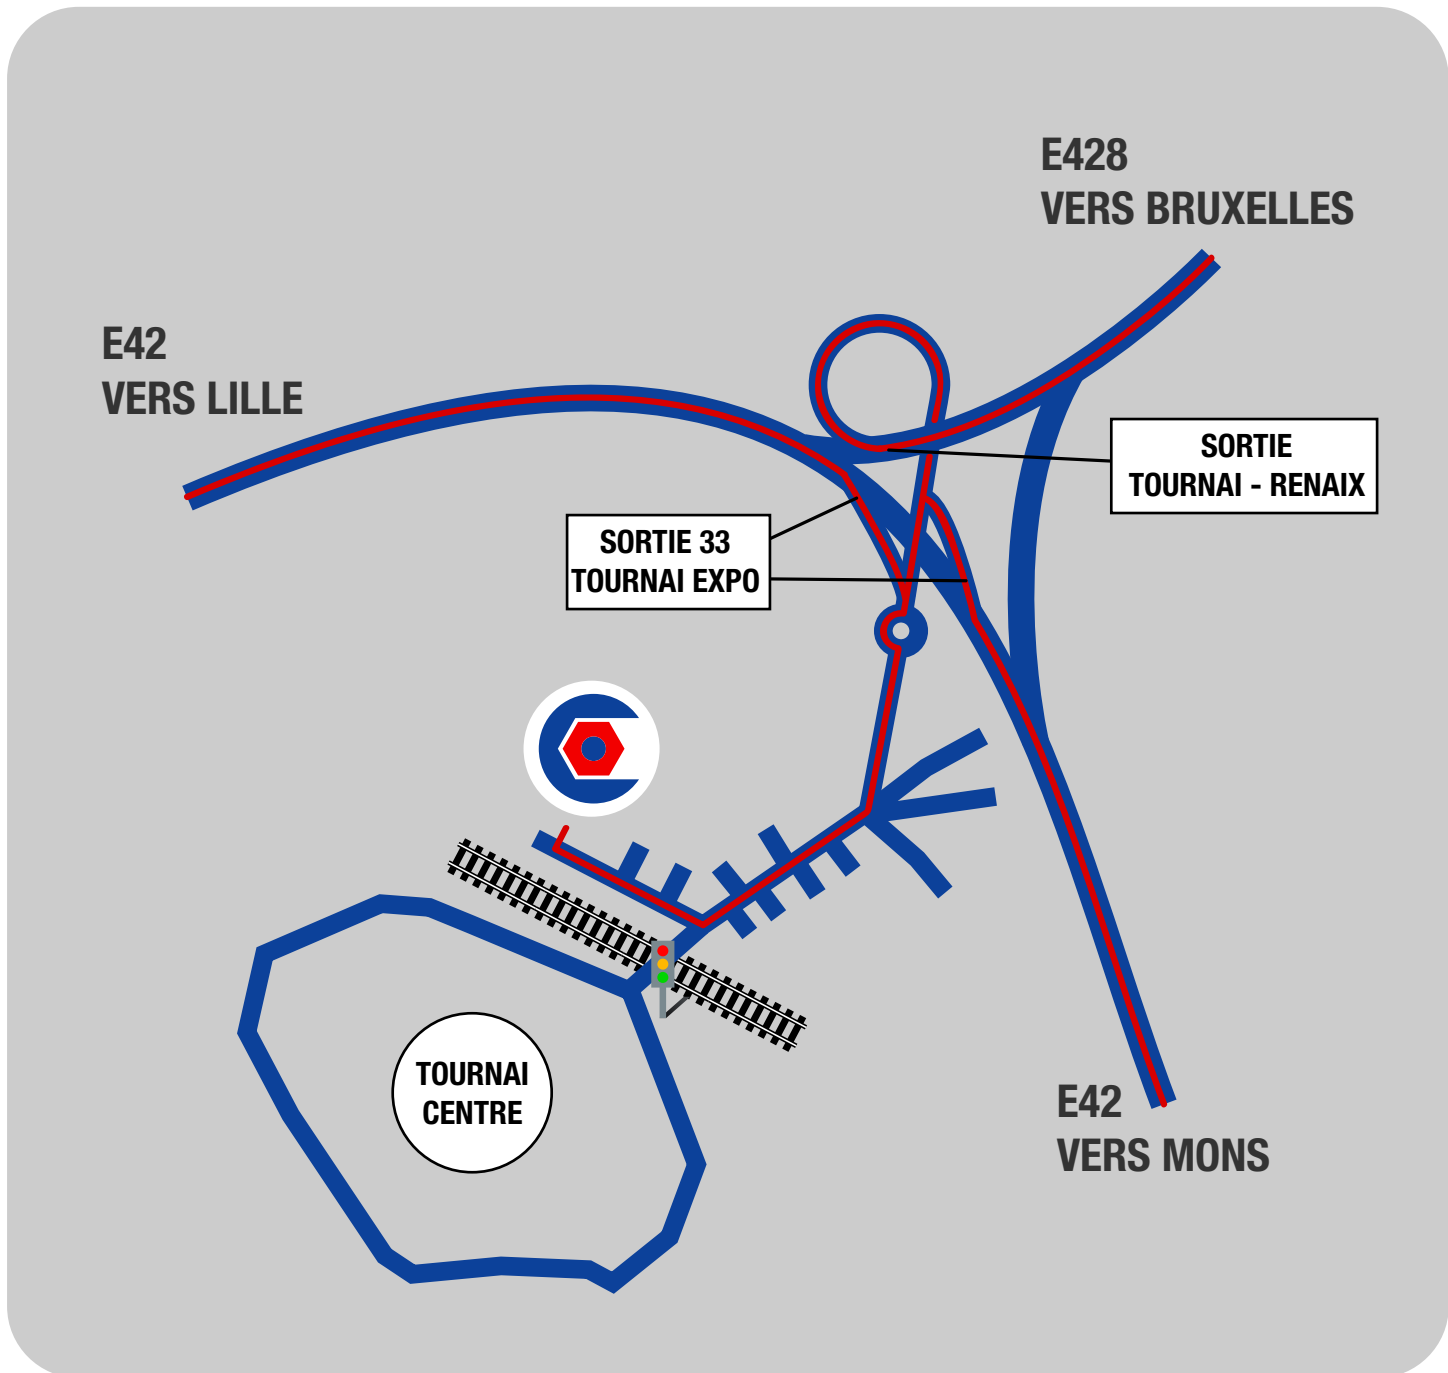 E428
VERS BRUXELLES
E42
VERS LILLE
SORTIE
TOURNAI - RENAIX
SORTIE 33
TOURNAI EXPO
TOURNAI
CENTRE
E42
VERS MONS